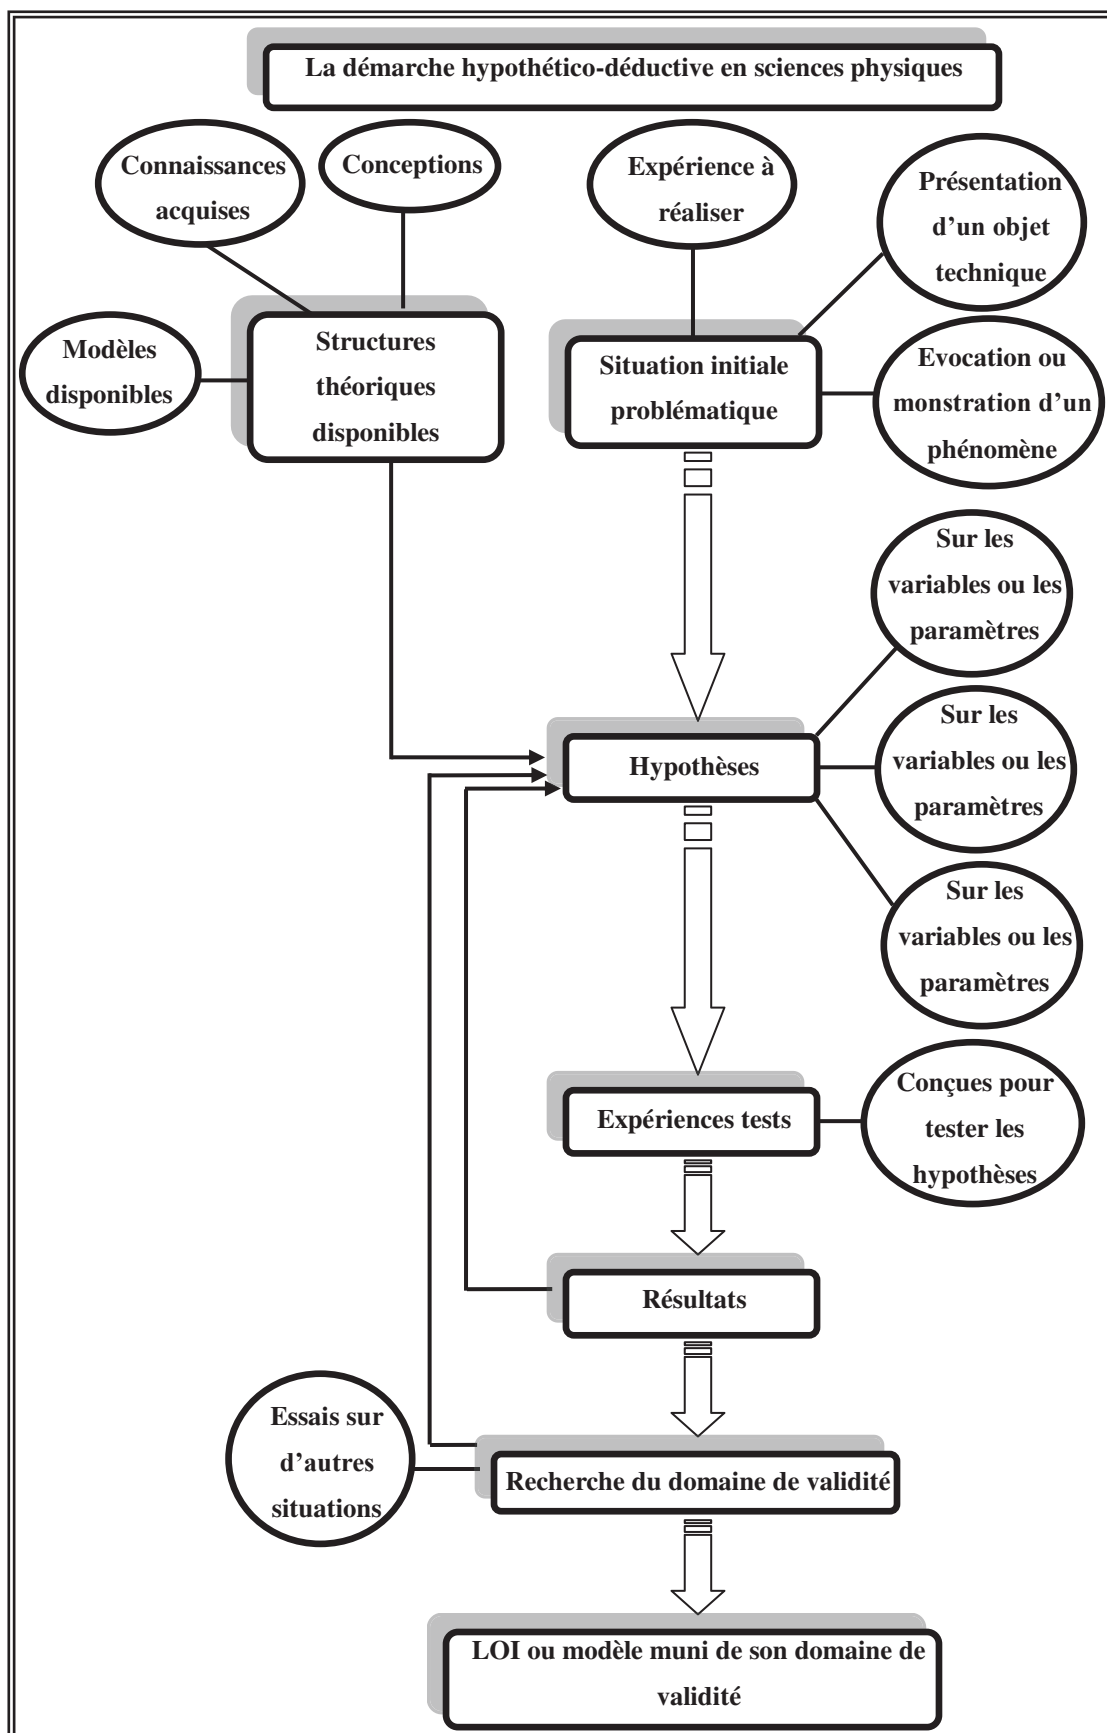 La démarche hypothético-déductive en sciences physiques
Connaissances
acquises
Conceptions
Expérience à
réaliser
Présentation
d'un objet
technique
Modèles
disponibles
Structures
théoriques
disponibles
Situation initiale
problématique
Evocation ou
monstration d'un
phénomène
Sur les
variables ou les
paramètres
Hypothèses
Sur les
variables ou les
paramètres
Sur les
variables ou les
paramètres
Expériences tests
Conçues pour
tester les
hypothèses
Résultats
Essais sur
d'autres
situations
Recherche du domaine de validité
LOI ou modèle muni de son domaine de
validité